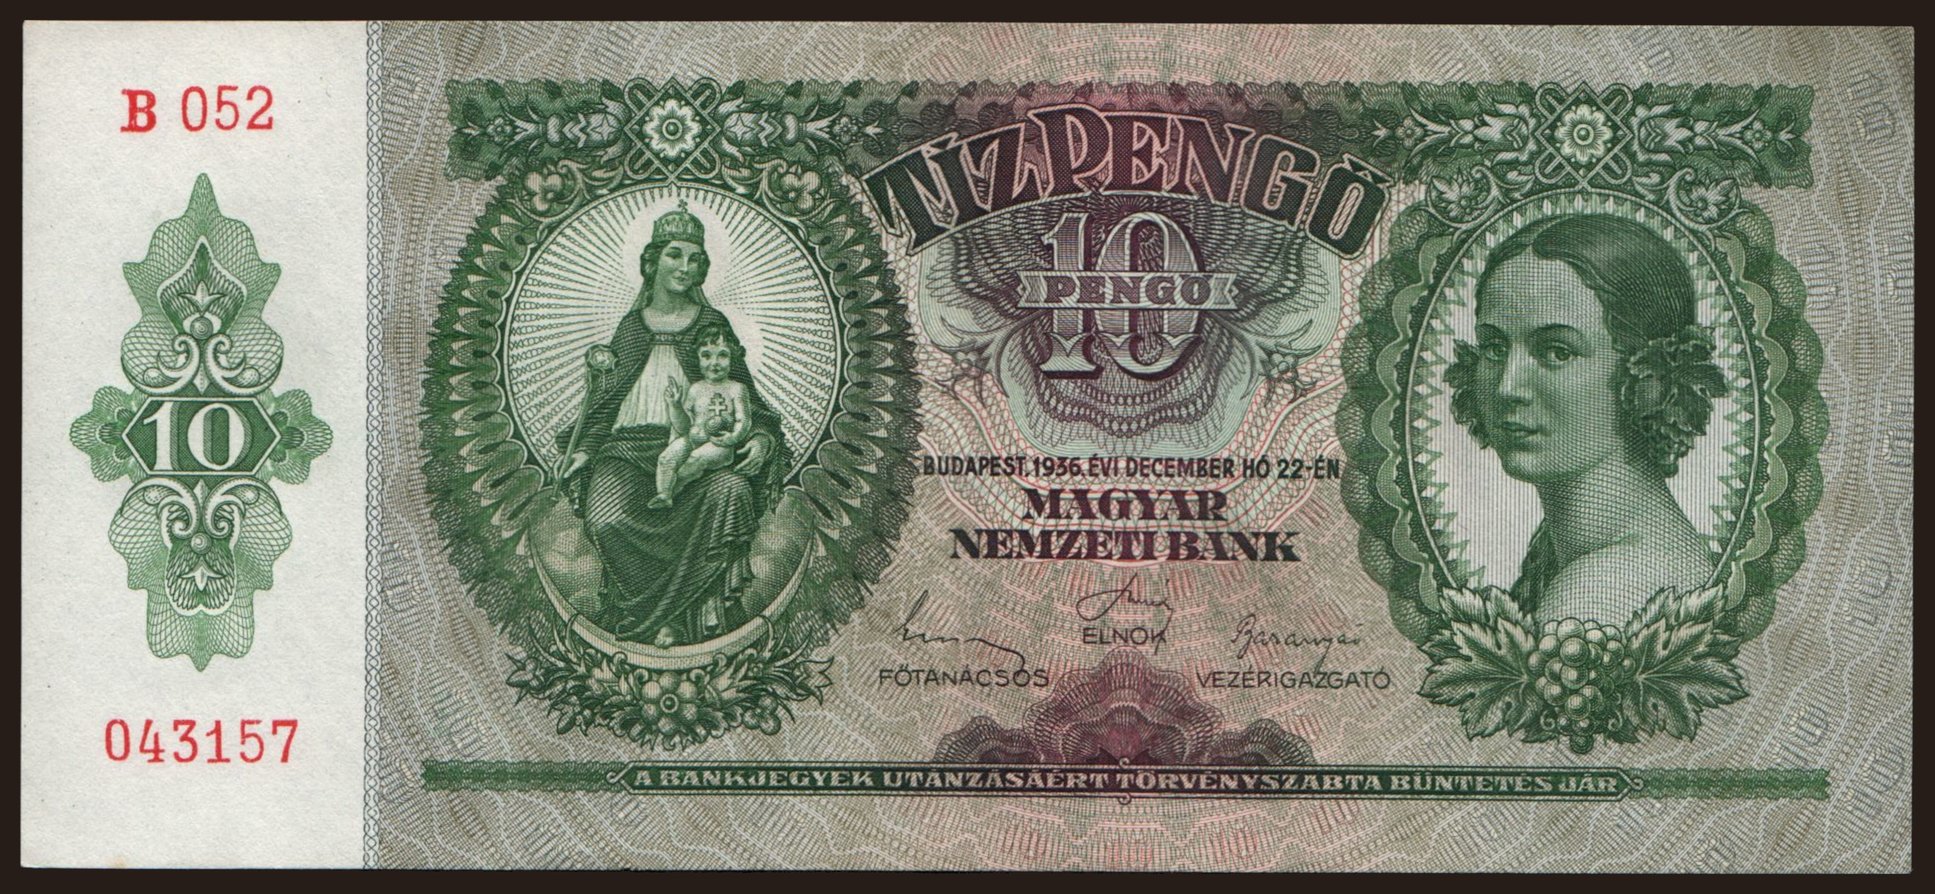 B 052
10
043157
TÍZPENGŐ
10
PENGŐ
10
BUDAPEST, 1936. ÉVI DECEMBER HÓ 22-ÉN
MAGYAR
NEMZETI BANK
ELNÖK
FŐTANÁCSOS
VEZÉRIGAZGATÓ
A BANKJEGYEK UTÁNZÁSÁÉRT TÖRVÉNYSZABTA BÜNTETÉS JÁR